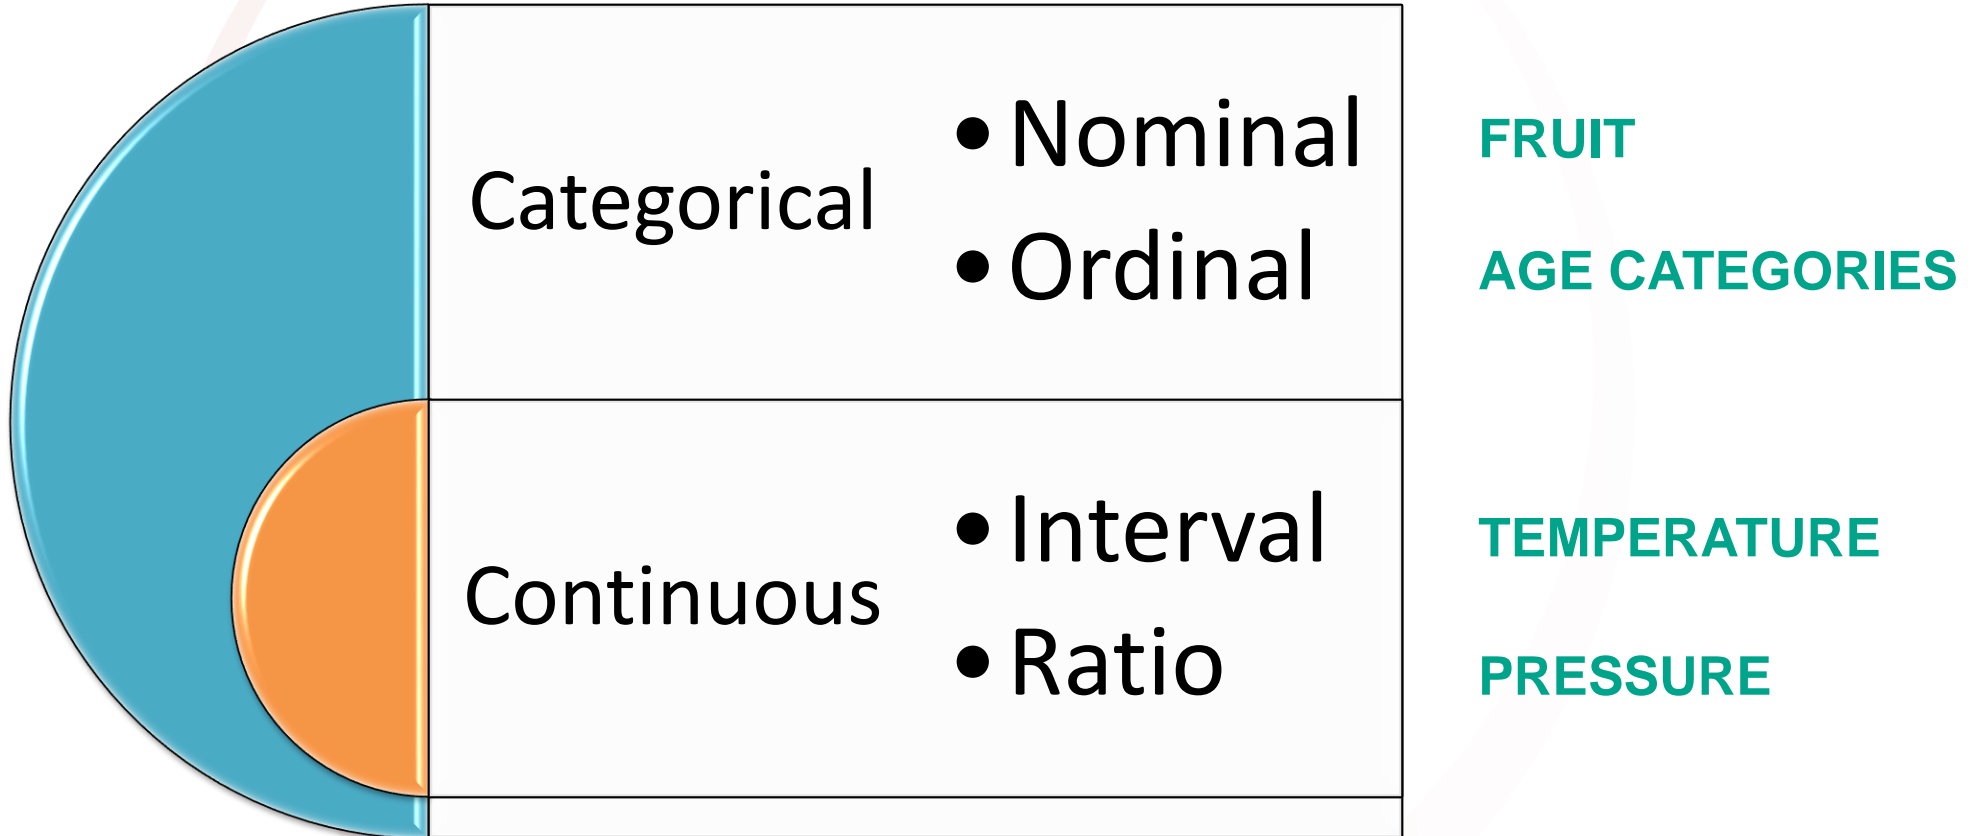 Categorical
• Nominal
• Ordinal
FRUIT
AGE CATEGORIES
Continuous
• Interval
• Ratio
TEMPERATURE
PRESSURE